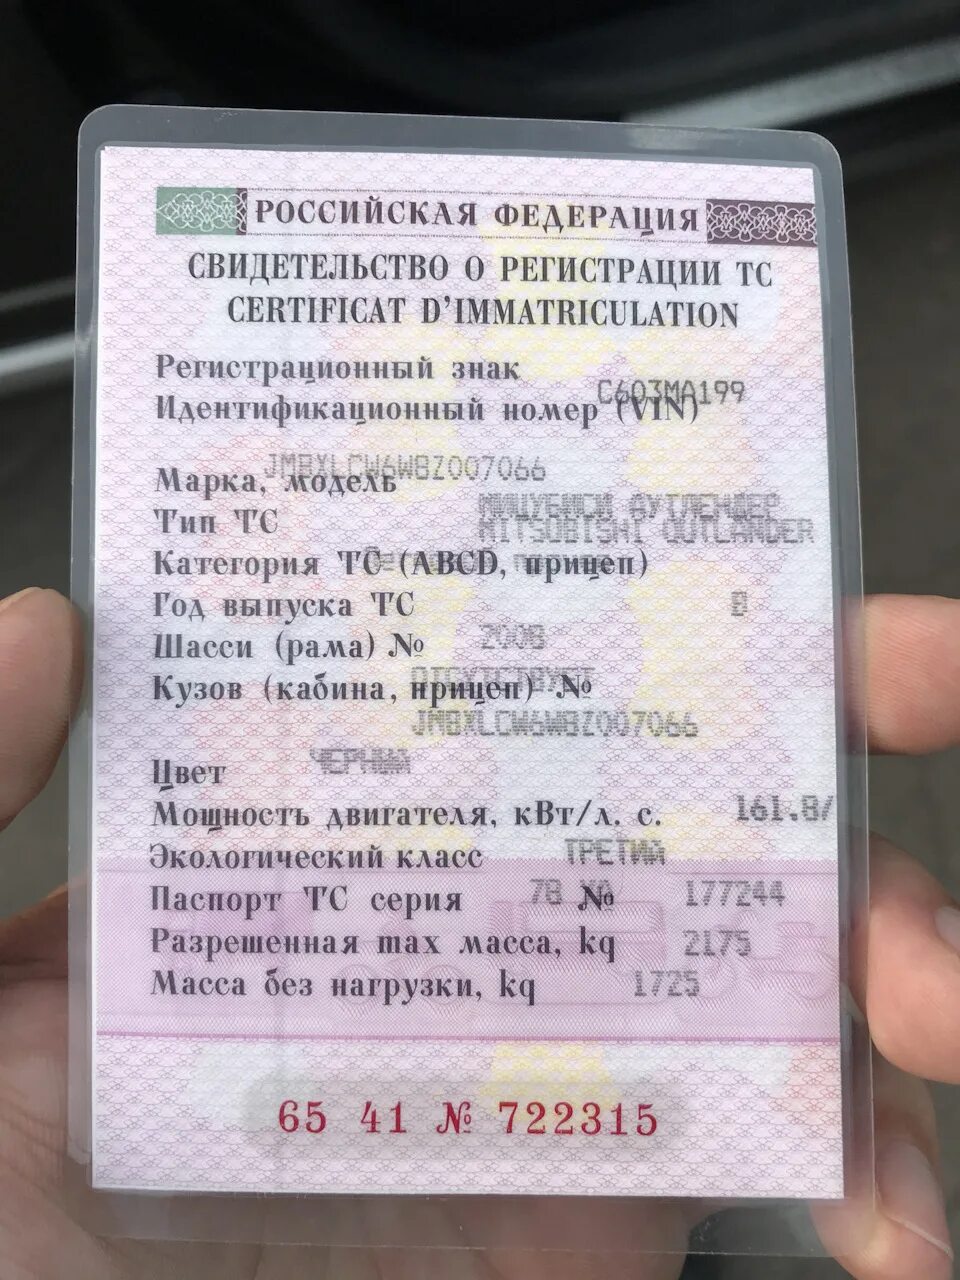 РОССИЙСКАЯ ФЕДЕРАЦИЯ
СВИДЕТЕЛЬСТВО О РЕГИСТРАЦИИ ТС
CERTIFICAT D'IMMATRICULATION
Регистрационный знак
С603МА199
Идентификационный номер (VIN)
JMBXLCW6W8Z007066
Марка, модель
МИЦУБИСИ АУТЛЕНДЕР
Тип ТС
MITSUBISHI OUTLANDER
Категория ТС (ABCD, прицеп)
Год выпуска ТС
B
Шасси (рама) №
2008
ОТСУТСТВУЕТ
Кузов (кабина, прицеп) №
JMBXLCW6W8Z007066
Цвет ЧЕРНЫЙ
Мощность двигателя, кВт/л. с. 161.8/
Экологический класс ТРЕТИЙ
Паспорт ТС серия 78 № 177244
Разрешенная max масса, kg 2175
Масса без нагрузки, kg 1725
65 41 № 722315